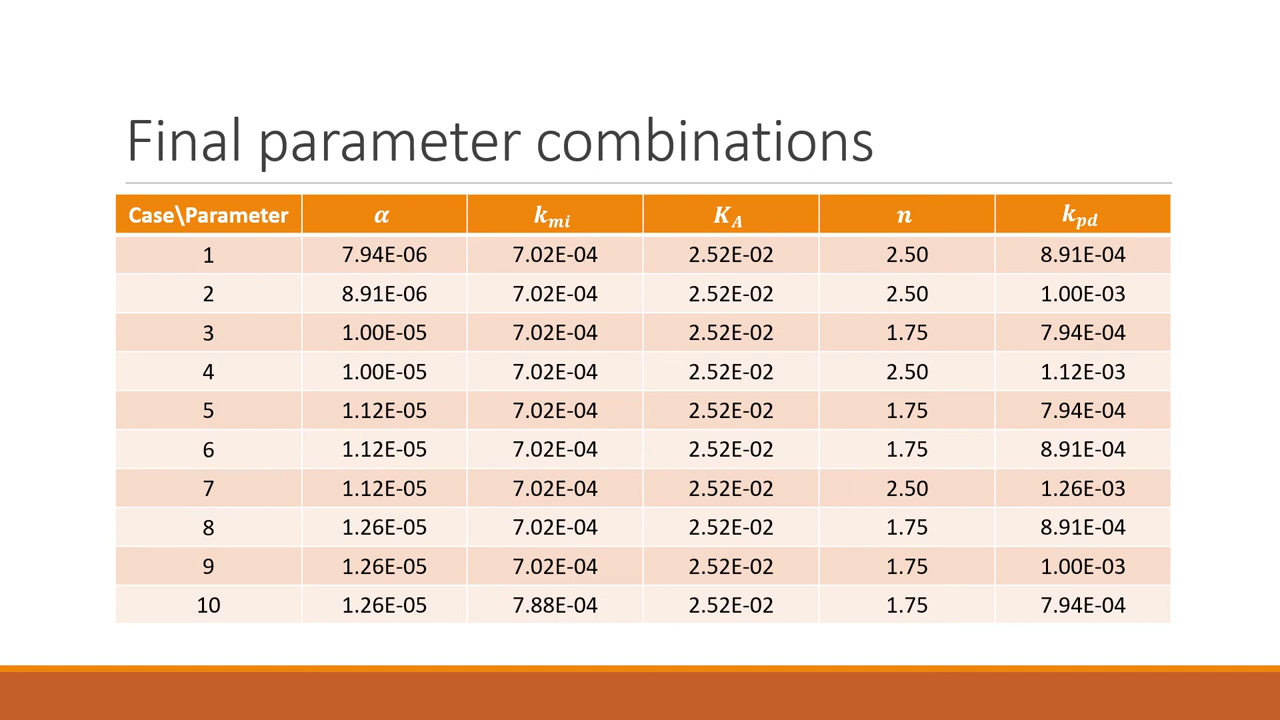 Final parameter combinations
Case\Parameter α k_mi K_A n k_pd
1 7.94E-06 7.02E-04 2.52E-02 2.50 8.91E-04
2 8.91E-06 7.02E-04 2.52E-02 2.50 1.00E-03
3 1.00E-05 7.02E-04 2.52E-02 1.75 7.94E-04
4 1.00E-05 7.02E-04 2.52E-02 2.50 1.12E-03
5 1.12E-05 7.02E-04 2.52E-02 1.75 7.94E-04
6 1.12E-05 7.02E-04 2.52E-02 1.75 8.91E-04
7 1.12E-05 7.02E-04 2.52E-02 2.50 1.26E-03
8 1.26E-05 7.02E-04 2.52E-02 1.75 8.91E-04
9 1.26E-05 7.02E-04 2.52E-02 1.75 1.00E-03
10 1.26E-05 7.88E-04 2.52E-02 1.75 7.94E-04